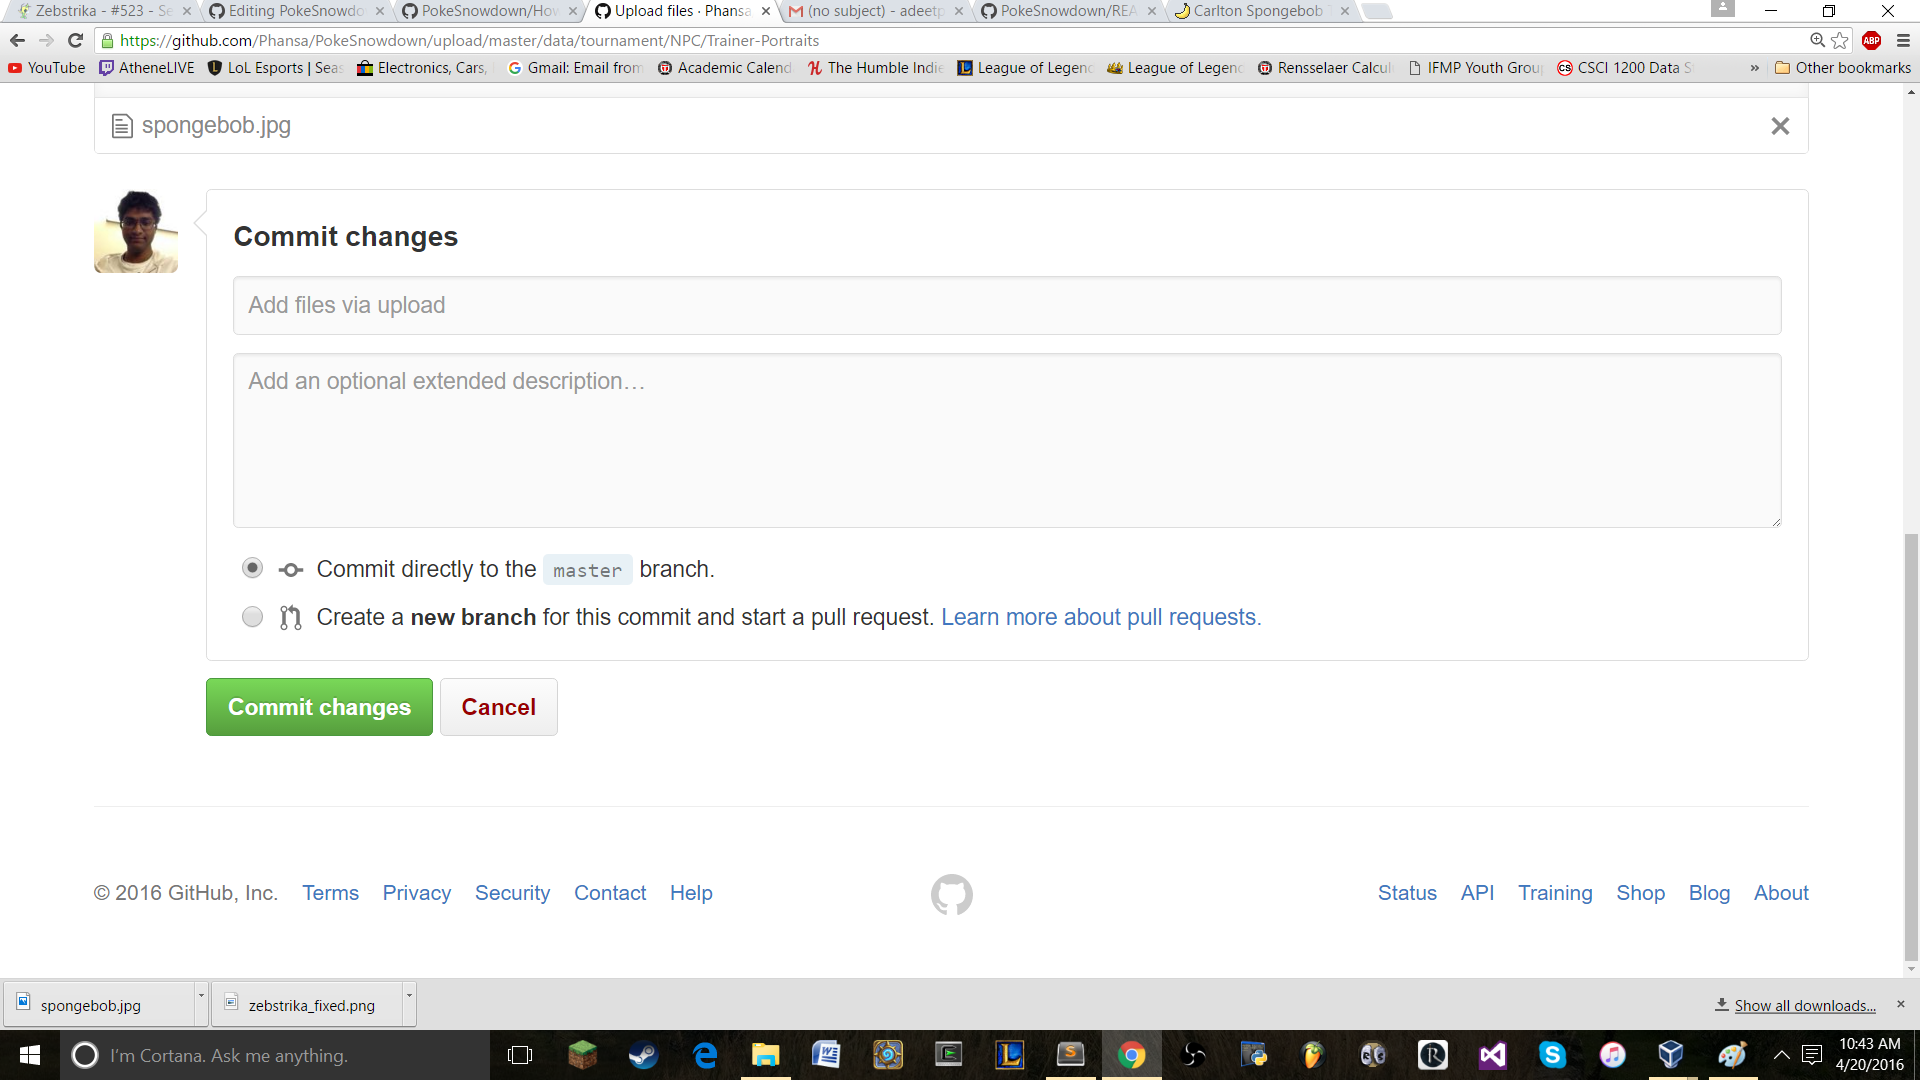 Zebstrika - #523 - Se
Editing PokeSnowdo
PokeSnowdown/How
Upload files · Phansa
(no subject) - adeetp
PokeSnowdown/REA
Carlton Spongebob
https://github.com/Phansa/PokeSnowdown/upload/master/data/tournament/NPC/Trainer-Portraits
ABP
YouTube
AtheneLIVE
LoL Esports | Seas
Electronics, Cars,
Gmail: Email from
Academic Calend
The Humble Indie
League of Legend
League of Legend
Rensselaer Calcul
IFMP Youth Grou
CSCI 1200 Data S
» Other bookmarks
spongebob.jpg
Commit changes
Add files via upload
Add an optional extended description…
Commit directly to the master branch.
Create a new branch for this commit and start a pull request. Learn more about pull requests.
Commit changes
Cancel
© 2016 GitHub, Inc. Terms Privacy Security Contact Help
Status API Training Shop Blog About
spongebob.jpg
zebstrika_fixed.png
Show all downloads...
I'm Cortana. Ask me anything.
10:43 AM
4/20/2016